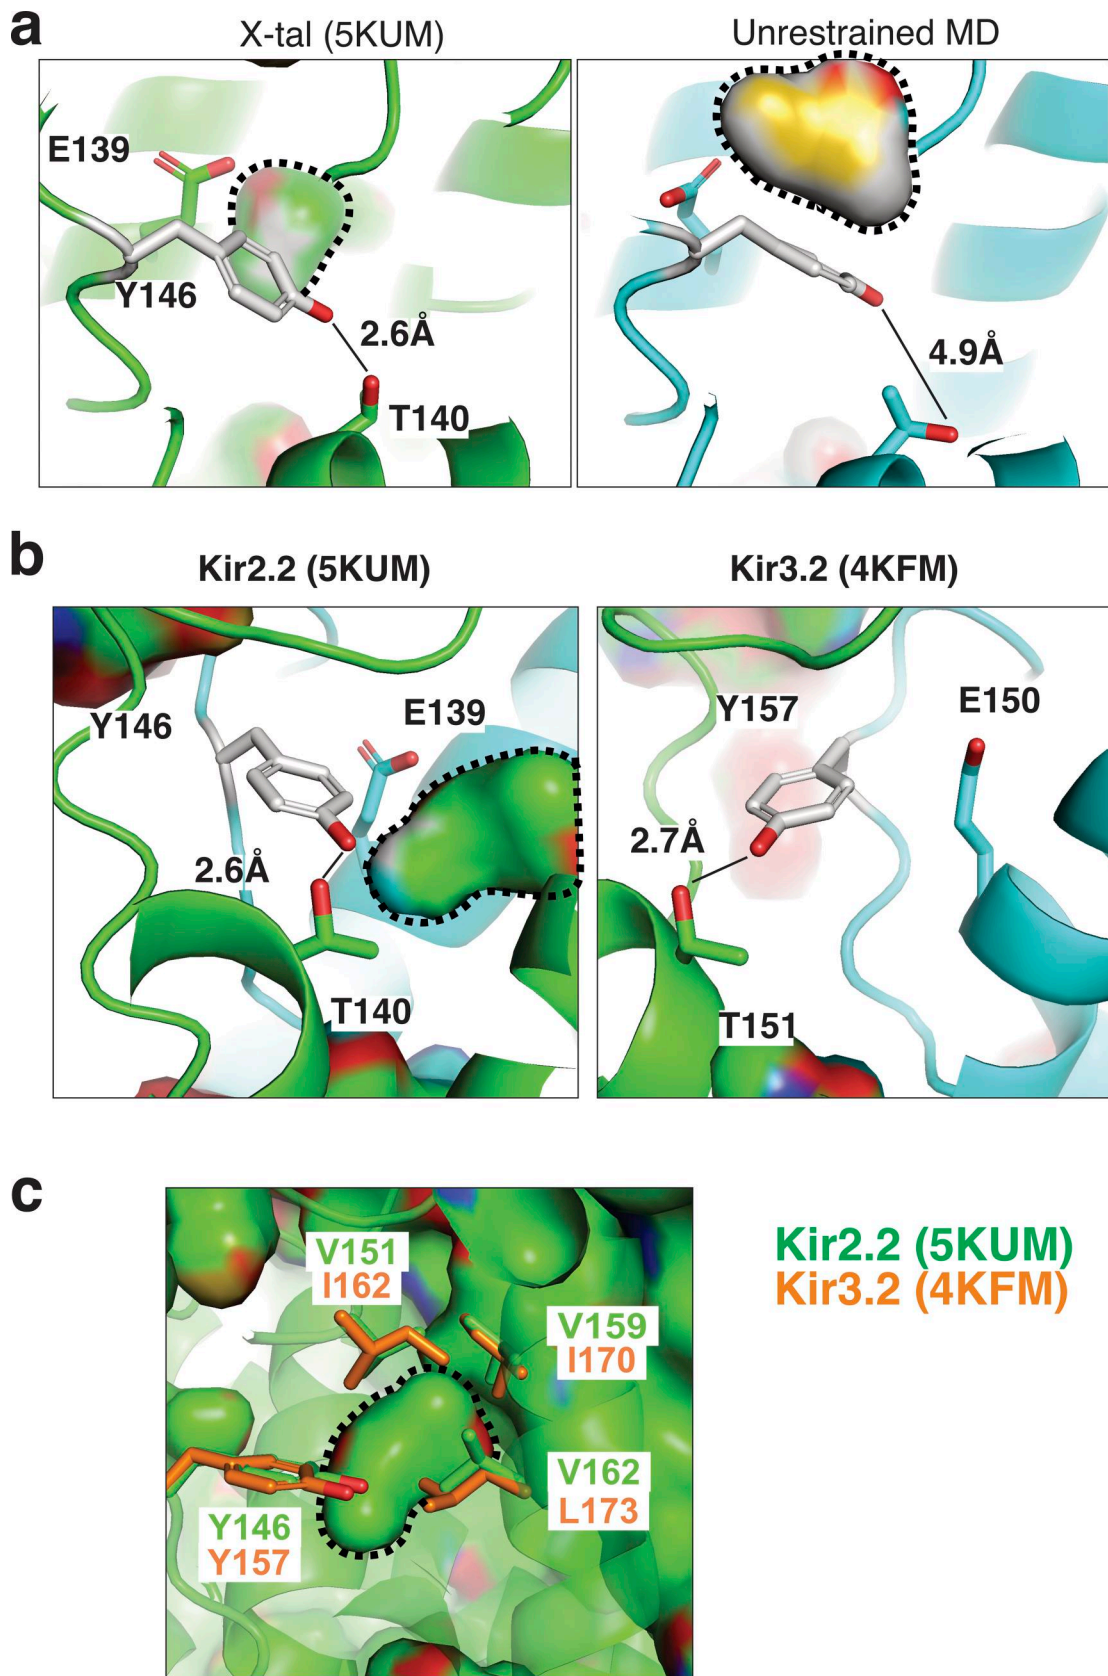 a
X-tal (5KUM)
Unrestrained MD
E139
Y146
2.6Å
T140
4.9Å
b
Kir2.2 (5KUM)
Kir3.2 (4KFM)
Y146
E139
2.6Å
T140
Y157
E150
2.7Å
T151
c
V151
I162
V159
I170
V162
L173
Y146
Y157
Kir2.2 (5KUM)
Kir3.2 (4KFM)